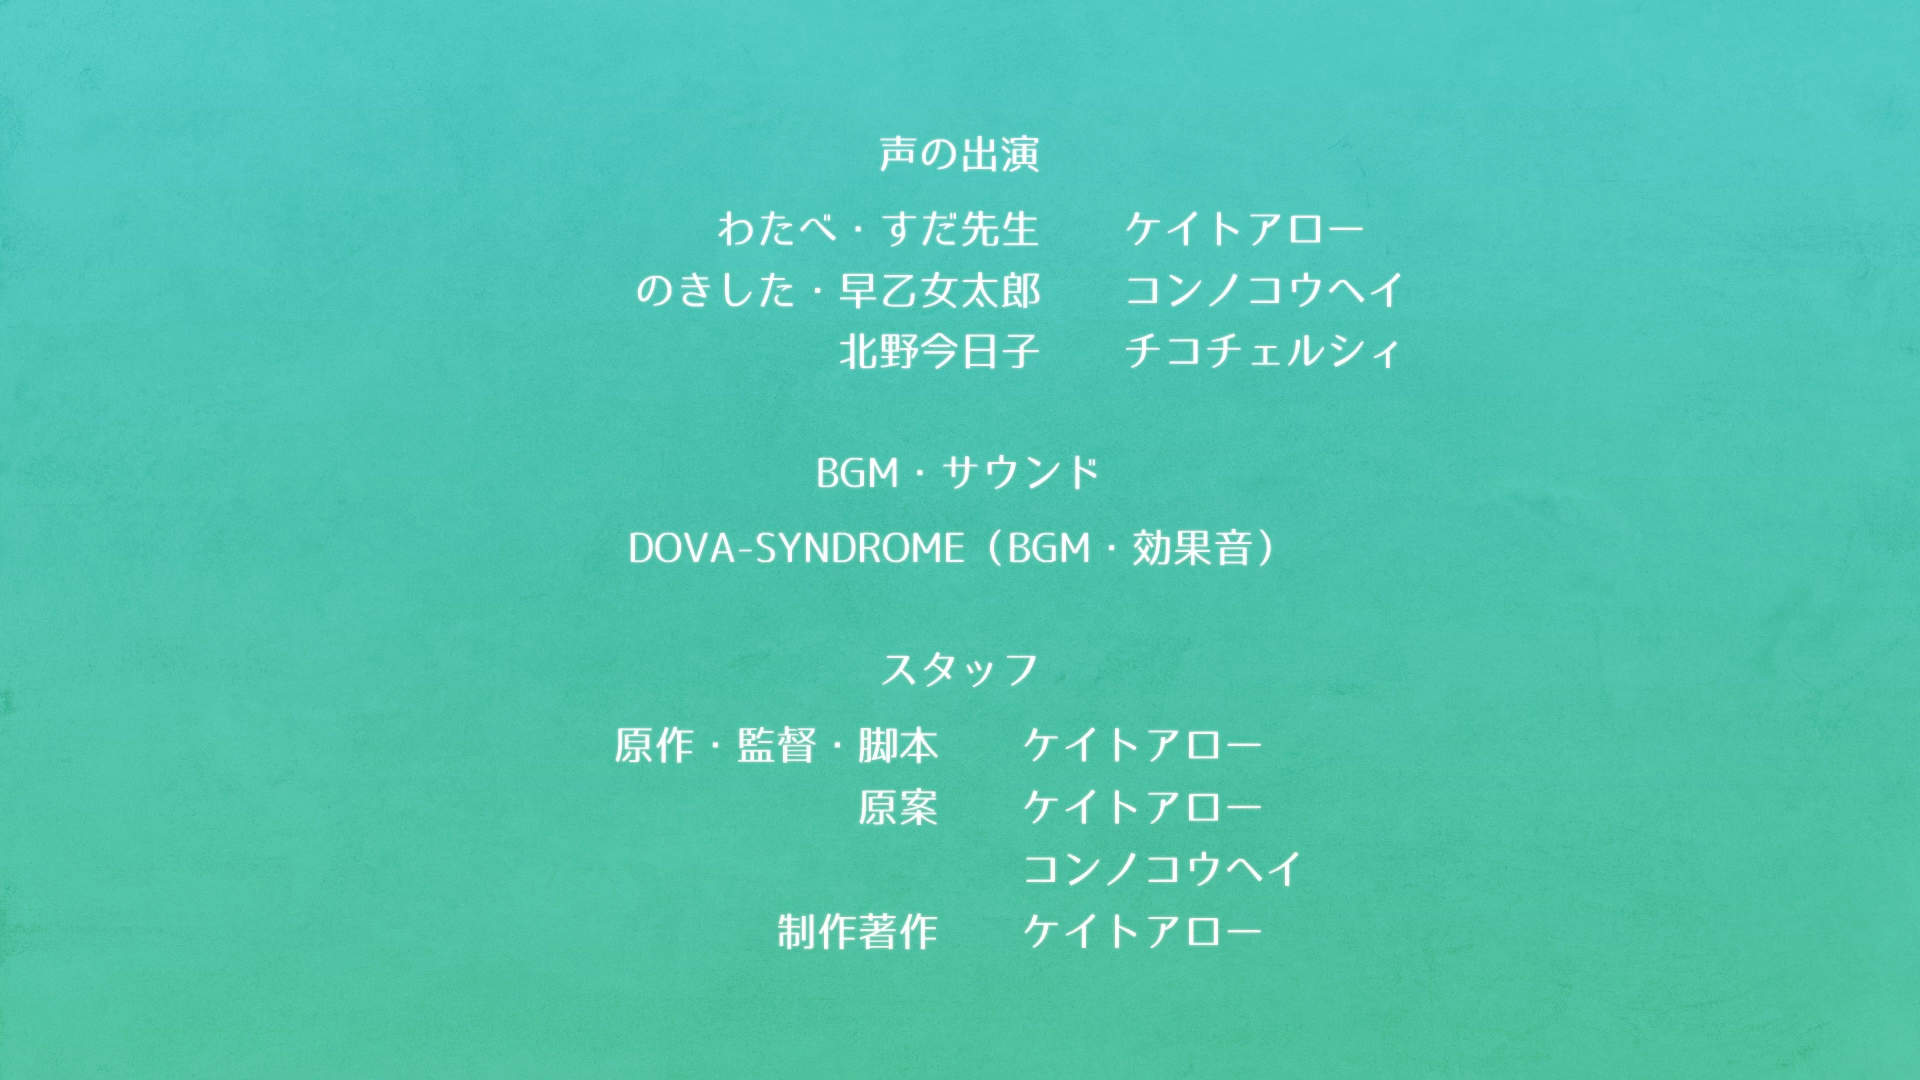 声の出演
わたべ・すだ先生　　ケイトアロー
のきした・早乙女太郎　　コンノコウヘイ
北野今日子　　チコチェルシィ
BGM・サウンド
DOVA-SYNDROME（BGM・効果音）
スタッフ
原作・監督・脚本　　ケイトアロー
原案　　ケイトアロー
コンノコウヘイ
制作著作　　ケイトアロー